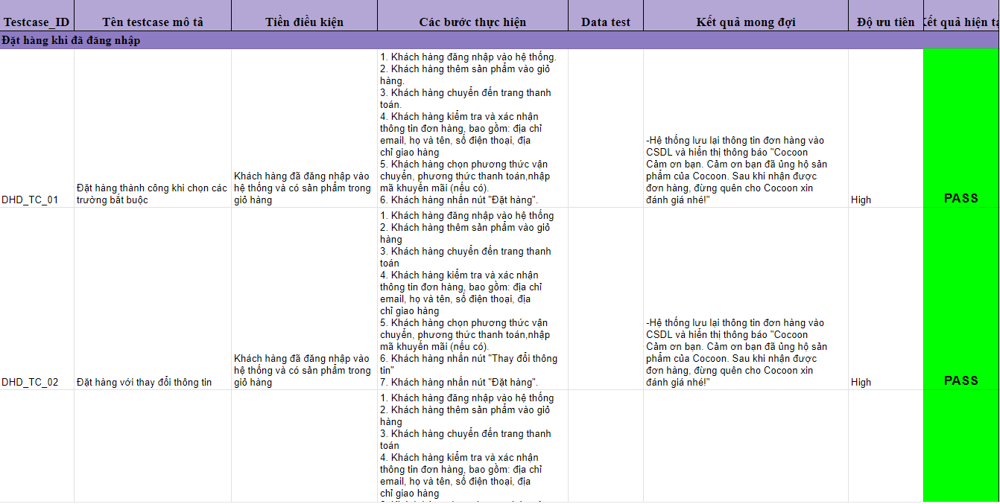 Testcase_ID
Tên testcase mô tả
Tiền điều kiện
Các bước thực hiện
Data test
Kết quả mong đợi
Độ ưu tiên
Kết quả hiện tạ
Đặt hàng khi đã đăng nhập
DHD_TC_01
Đặt hàng thành công khi chọn các
trường bắt buộc
Khách hàng đã đăng nhập vào
hệ thống và có sản phẩm trong
giỏ hàng
1. Khách hàng đăng nhập vào hệ thống.
2. Khách hàng thêm sản phẩm vào giỏ
hàng.
3. Khách hàng chuyển đến trang thanh
toán.
4. Khách hàng kiểm tra và xác nhận
thông tin đơn hàng, bao gồm: địa chỉ
email, họ và tên, số điện thoại, địa
chỉ giao hàng
5. Khách hàng chọn phương thức vận
chuyển, phương thức thanh toán,nhập
mã khuyến mãi (nếu có).
6. Khách hàng nhấn nút "Đặt hàng".
-Hệ thống lưu lại thông tin đơn hàng vào
CSDL và hiển thị thông báo "Cocoon
Cảm ơn bạn. Cảm ơn bạn đã ủng hộ sản
phẩm của Cocoon. Sau khi nhận được
đơn hàng, đừng quên cho Cocoon xin
đánh giá nhé!"
High
PASS
DHD_TC_02
Đặt hàng với thay đổi thông tin
Khách hàng đã đăng nhập vào
hệ thống và có sản phẩm trong
giỏ hàng
1. Khách hàng đăng nhập vào hệ thống
2. Khách hàng thêm sản phẩm vào giỏ
hàng
3. Khách hàng chuyển đến trang thanh
toán
4. Khách hàng kiểm tra và xác nhận
thông tin đơn hàng, bao gồm: địa chỉ
email, họ và tên, số điện thoại, địa
chỉ giao hàng
5. Khách hàng chọn phương thức vận
chuyển, phương thức thanh toán,nhập
mã khuyến mãi (nếu có).
6. Khách hàng nhấn nút "Thay đổi thông
tin"
7. Khách hàng nhấn nút "Đặt hàng".
-Hệ thống lưu lại thông tin đơn hàng vào
CSDL và hiển thị thông báo "Cocoon
Cảm ơn bạn. Cảm ơn bạn đã ủng hộ sản
phẩm của Cocoon. Sau khi nhận được
đơn hàng, đừng quên cho Cocoon xin
đánh giá nhé!"
High
PASS
1. Khách hàng đăng nhập vào hệ thống
2. Khách hàng thêm sản phẩm vào giỏ
hàng
3. Khách hàng chuyển đến trang thanh
toán
4. Khách hàng kiểm tra và xác nhận
thông tin đơn hàng, bao gồm: địa chỉ
email, họ và tên, số điện thoại, địa
chỉ giao hàng